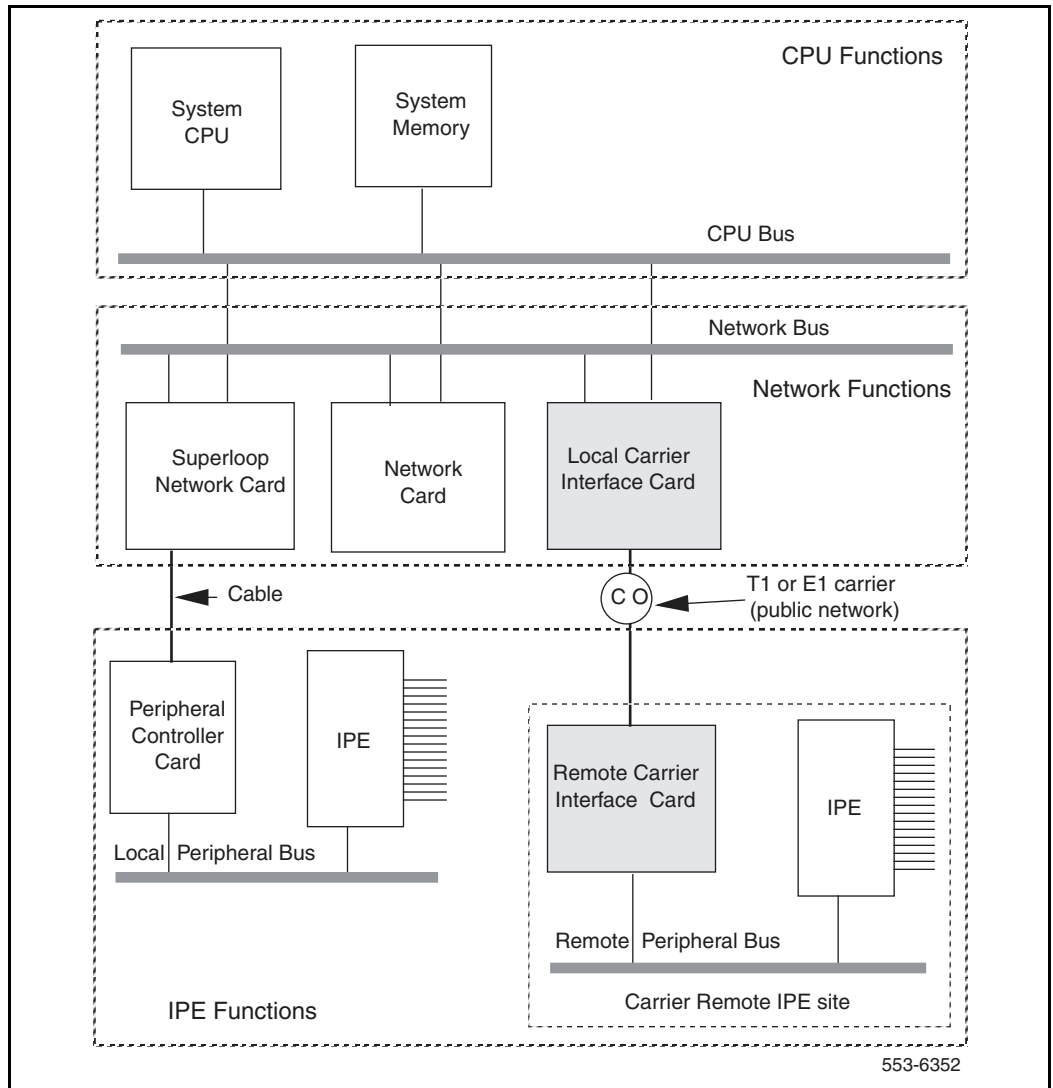 CPU Functions
System
CPU
System
Memory
CPU Bus
Network Bus
Network Functions
Superloop
Network Card
Network
Card
Local Carrier
Interface Card
Cable
C O
T1 or E1 carrier
(public network)
Peripheral
Controller
Card
IPE
Remote Carrier
Interface Card
IPE
Local Peripheral Bus
Remote Peripheral Bus
IPE Functions
Carrier Remote IPE site
553-6352